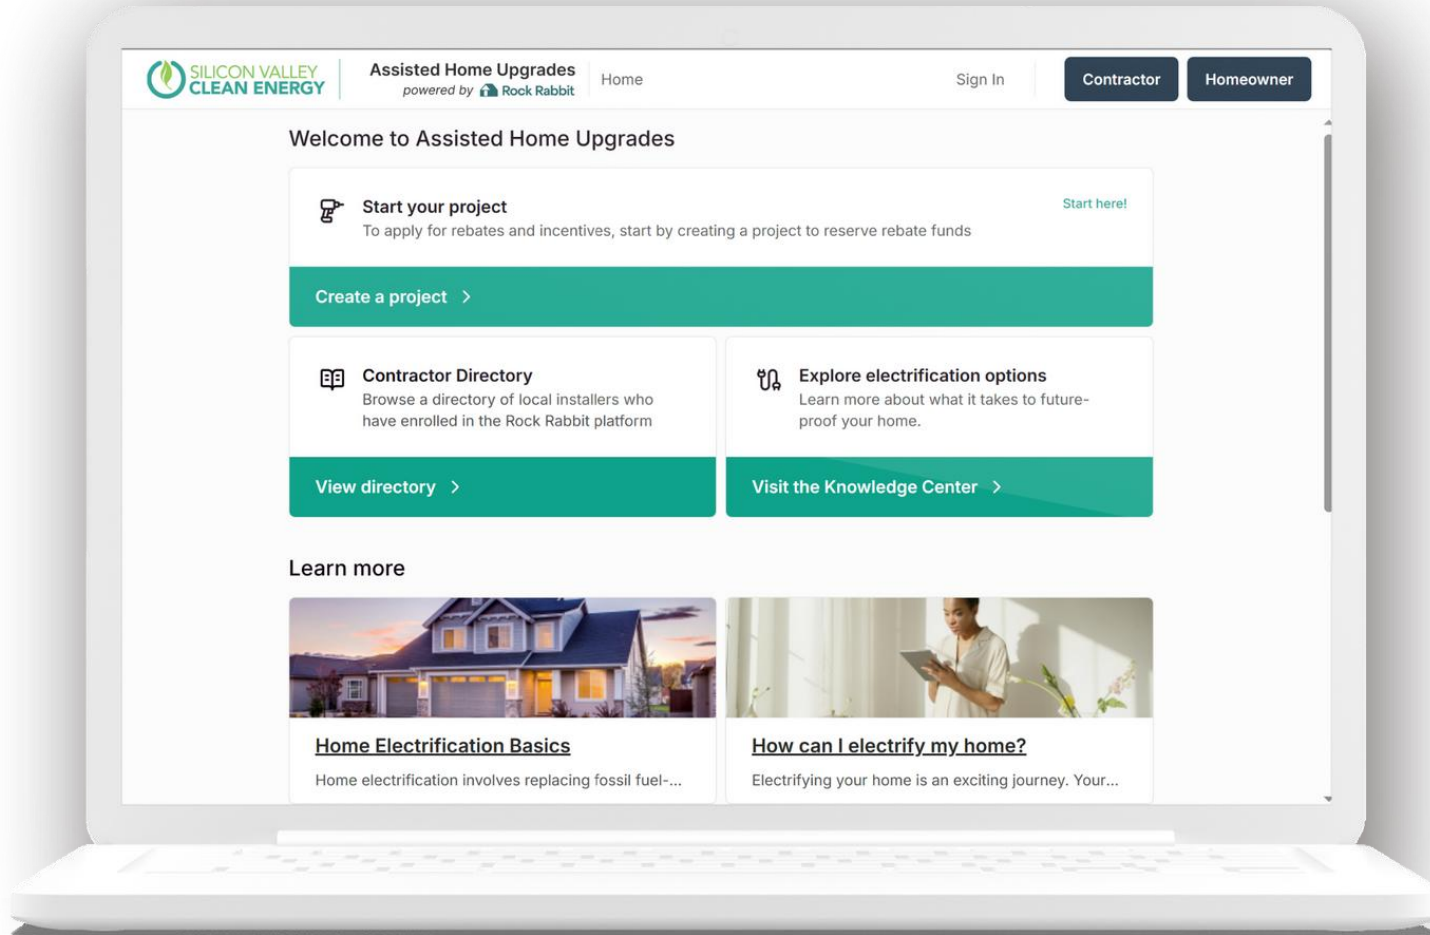 SILICON VALLEY
CLEAN ENERGY
Assisted Home Upgrades
powered by Rock Rabbit
Home
Sign In
Contractor
Homeowner
Welcome to Assisted Home Upgrades
Start your project
Start here!
To apply for rebates and incentives, start by creating a project to reserve rebate funds
Create a project
Contractor Directory
Browse a directory of local installers who
have enrolled in the Rock Rabbit platform
View directory
Explore electrification options
Learn more about what it takes to future-
proof your home.
Visit the Knowledge Center
Learn more
Home Electrification Basics
Home electrification involves replacing fossil fuel-...
How can I electrify my home?
Electrifying your home is an exciting journey. Your...